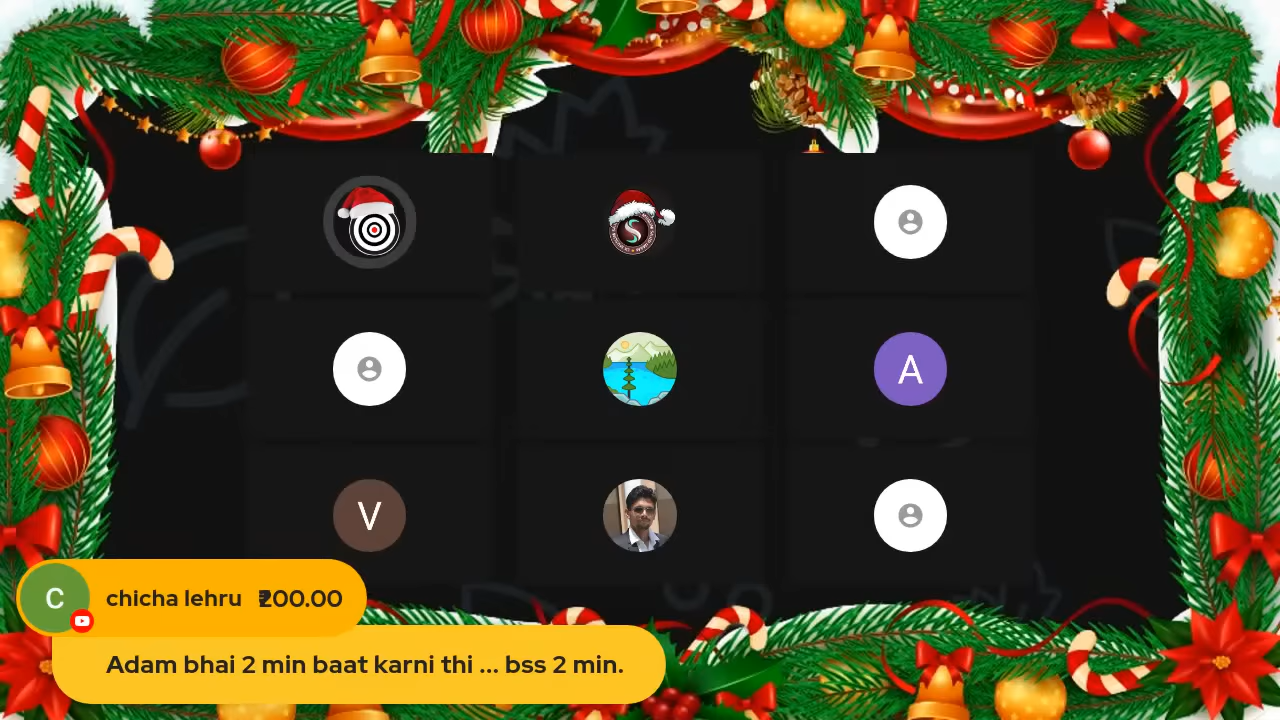 A
V
C
chicha lehru ₹200.00
Adam bhai 2 min baat karni thi ... bss 2 min.